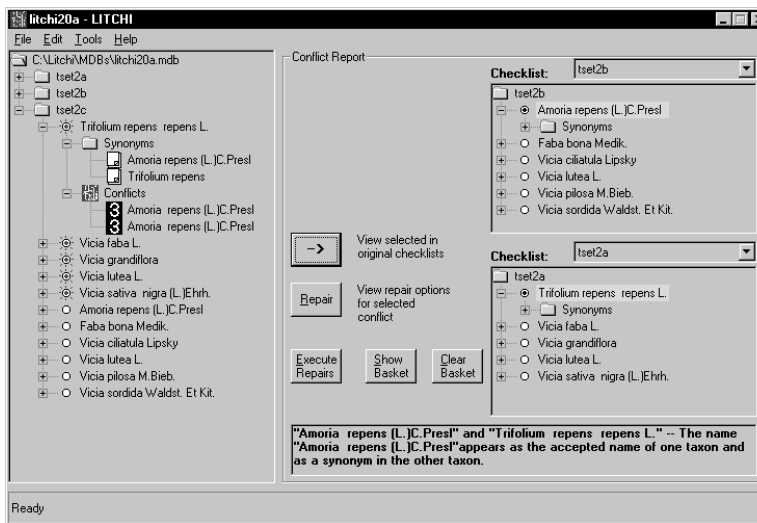 litchi20a - LITCHI
File Edit Tools Help
C:\Litchi\MDBs\litchi20a.mdb
tset2a
tset2b
tset2c
Trifolium repens repens L.
Synonyms
Amoria repens (L.)C.Presl
Trifolium repens
Conflicts
3 Amoria repens (L.)C.Presl
3 Amoria repens (L.)C.Presl
Vicia faba L.
Vicia grandiflora
Vicia lutea L.
Vicia sativa nigra (L.)Ehrh.
Amoria repens (L.)C.Presl
Faba bona Medik.
Vicia ciliatula Lipsky
Vicia lutea L.
Vicia pilosa M.Bieb.
Vicia sordida Waldst. Et Kit.
Conflict Report
Checklist: tset2b
tset2b
Amoria repens (L.)C.Presl
Synonyms
Faba bona Medik.
Vicia ciliatula Lipsky
Vicia lutea L.
Vicia pilosa M.Bieb.
Vicia sordida Waldst. Et Kit.
-> View selected in
original checklists
Repair View repair options
for selected
conflict
Checklist: tset2a
tset2a
Trifolium repens repens L.
Synonyms
Vicia faba L.
Vicia grandiflora
Vicia lutea L.
Vicia sativa nigra (L.)Ehrh.
Execute
Repairs
Show
Basket
Clear
Basket
"Amoria repens (L.)C.Presl" and "Trifolium repens repens L." -- The name
"Amoria repens (L.)C.Presl"appears as the accepted name of one taxon and
as a synonym in the other taxon.
Ready